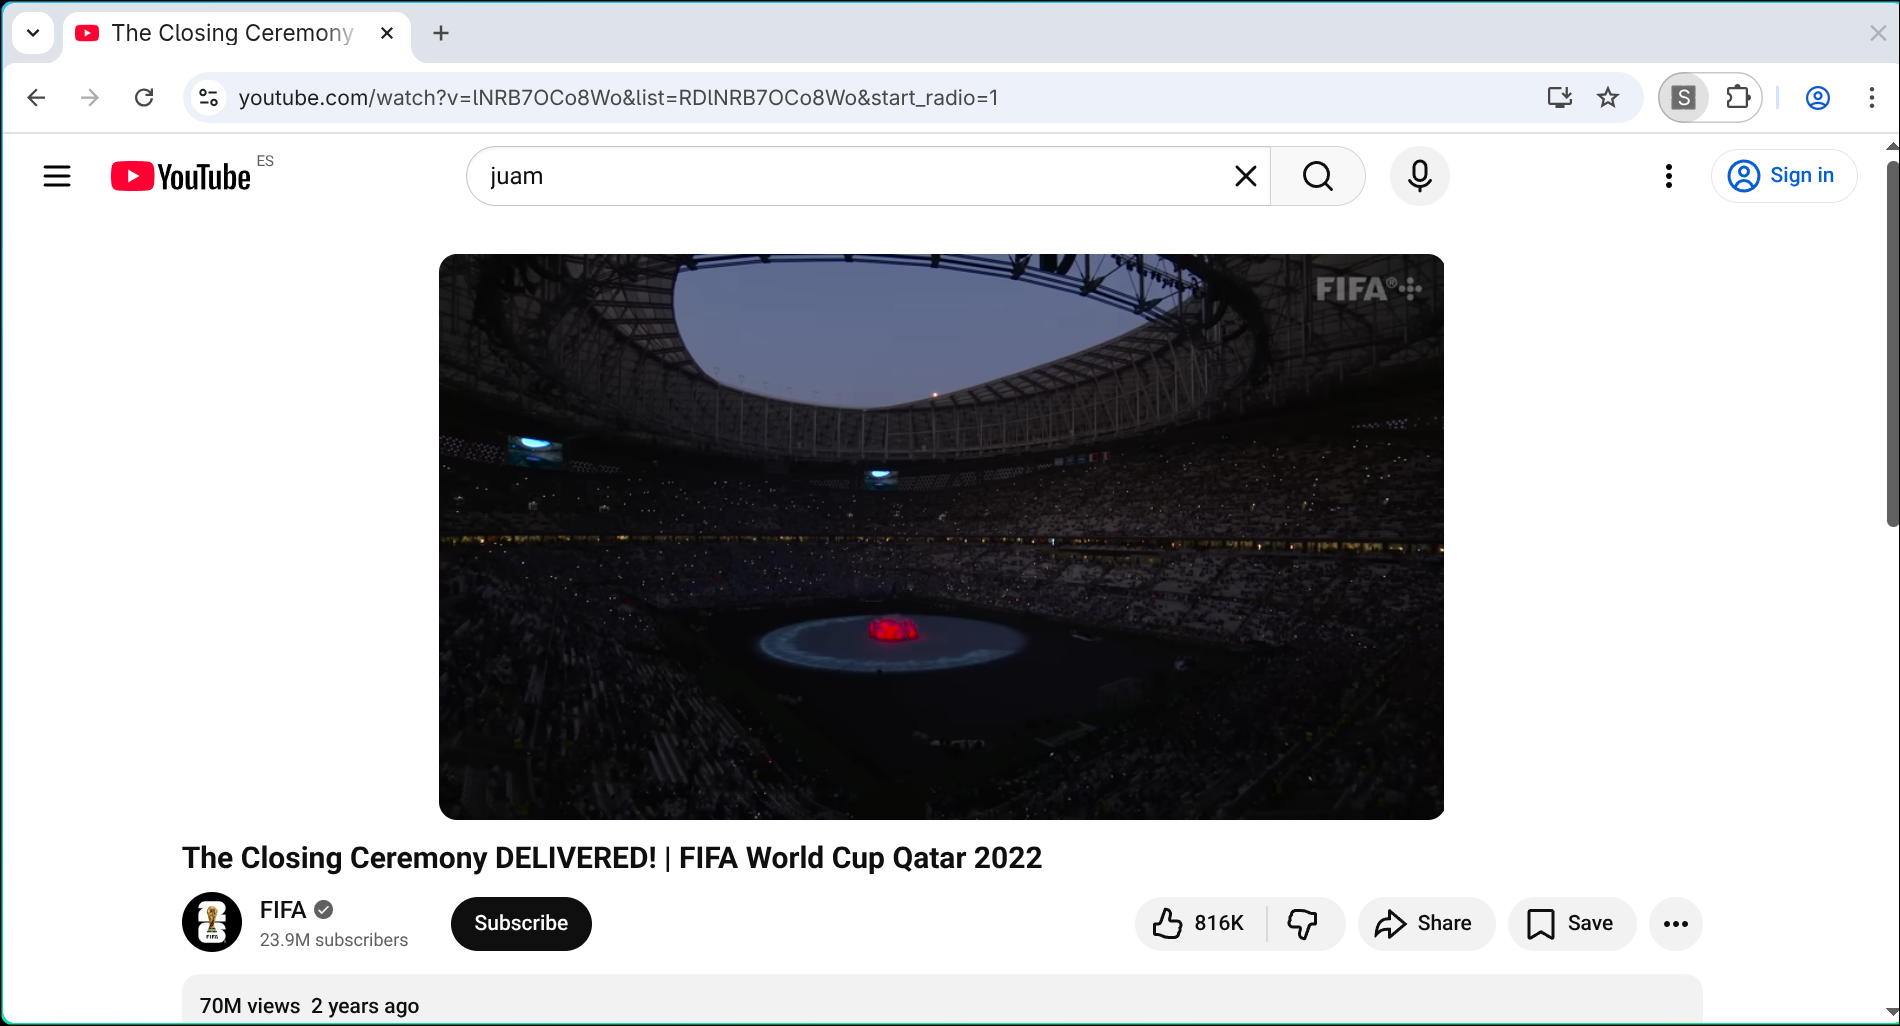 The Closing Ceremony
youtube.com/watch?v=lNRB7OCo8Wo&list=RDlNRB7OCo8Wo&start_radio=1
S
YouTube ES
juam
Sign in
FIFA®
The Closing Ceremony DELIVERED! | FIFA World Cup Qatar 2022
FIFA
23.9M subscribers
Subscribe
816K
Share
Save
70M views 2 years ago